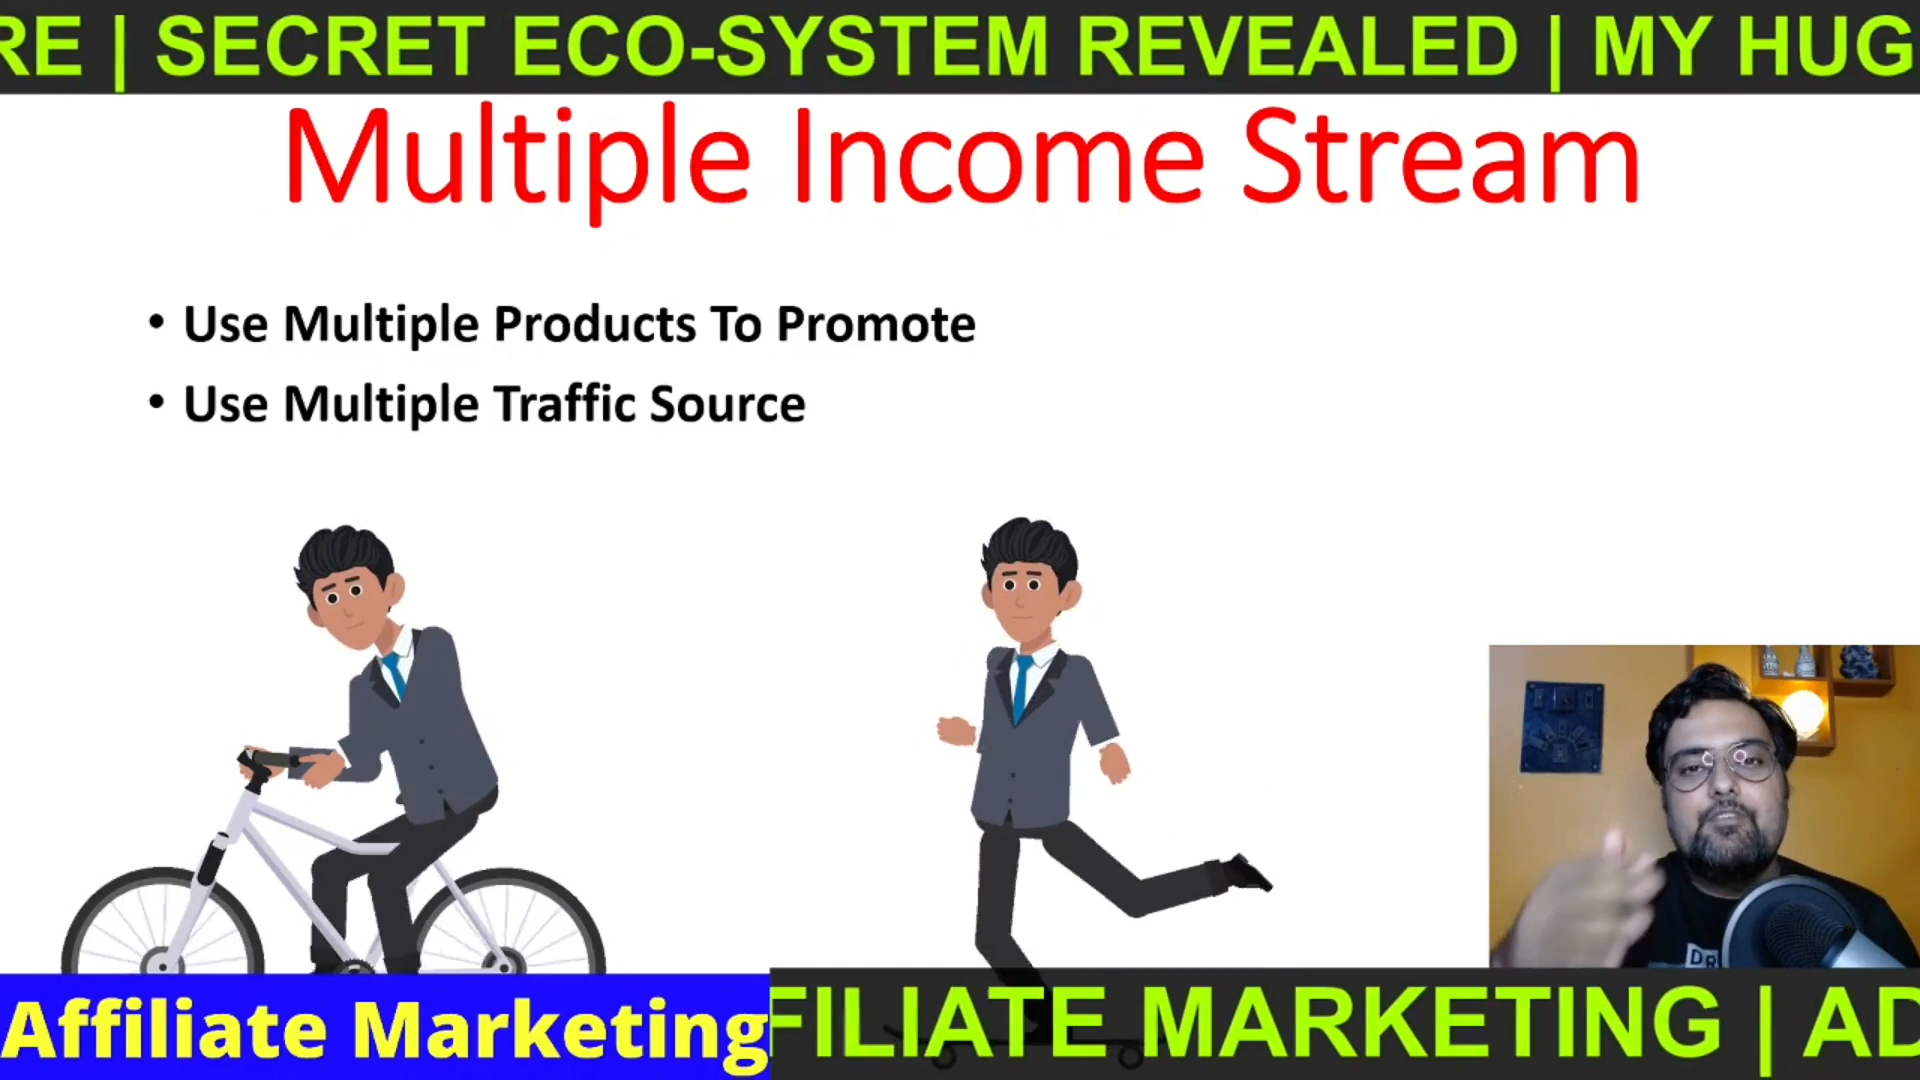 RE | SECRET ECO-SYSTEM REVEALED | MY HUG
Multiple Income Stream
• Use Multiple Products To Promote
• Use Multiple Traffic Source
DR
Affiliate Marketing
FILIATE MARKETING | AD